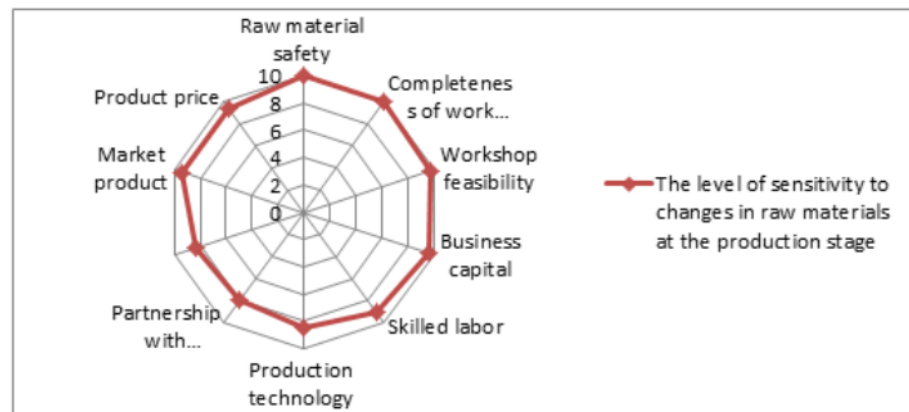 Raw material
safety
Completenes
s of work...
Workshop
feasibility
Business
capital
Skilled labor
Production
technology
Partnership
with...
Market
product
Product price
10
8
6
4
2
0
The level of sensitivity to
changes in raw materials
at the production stage